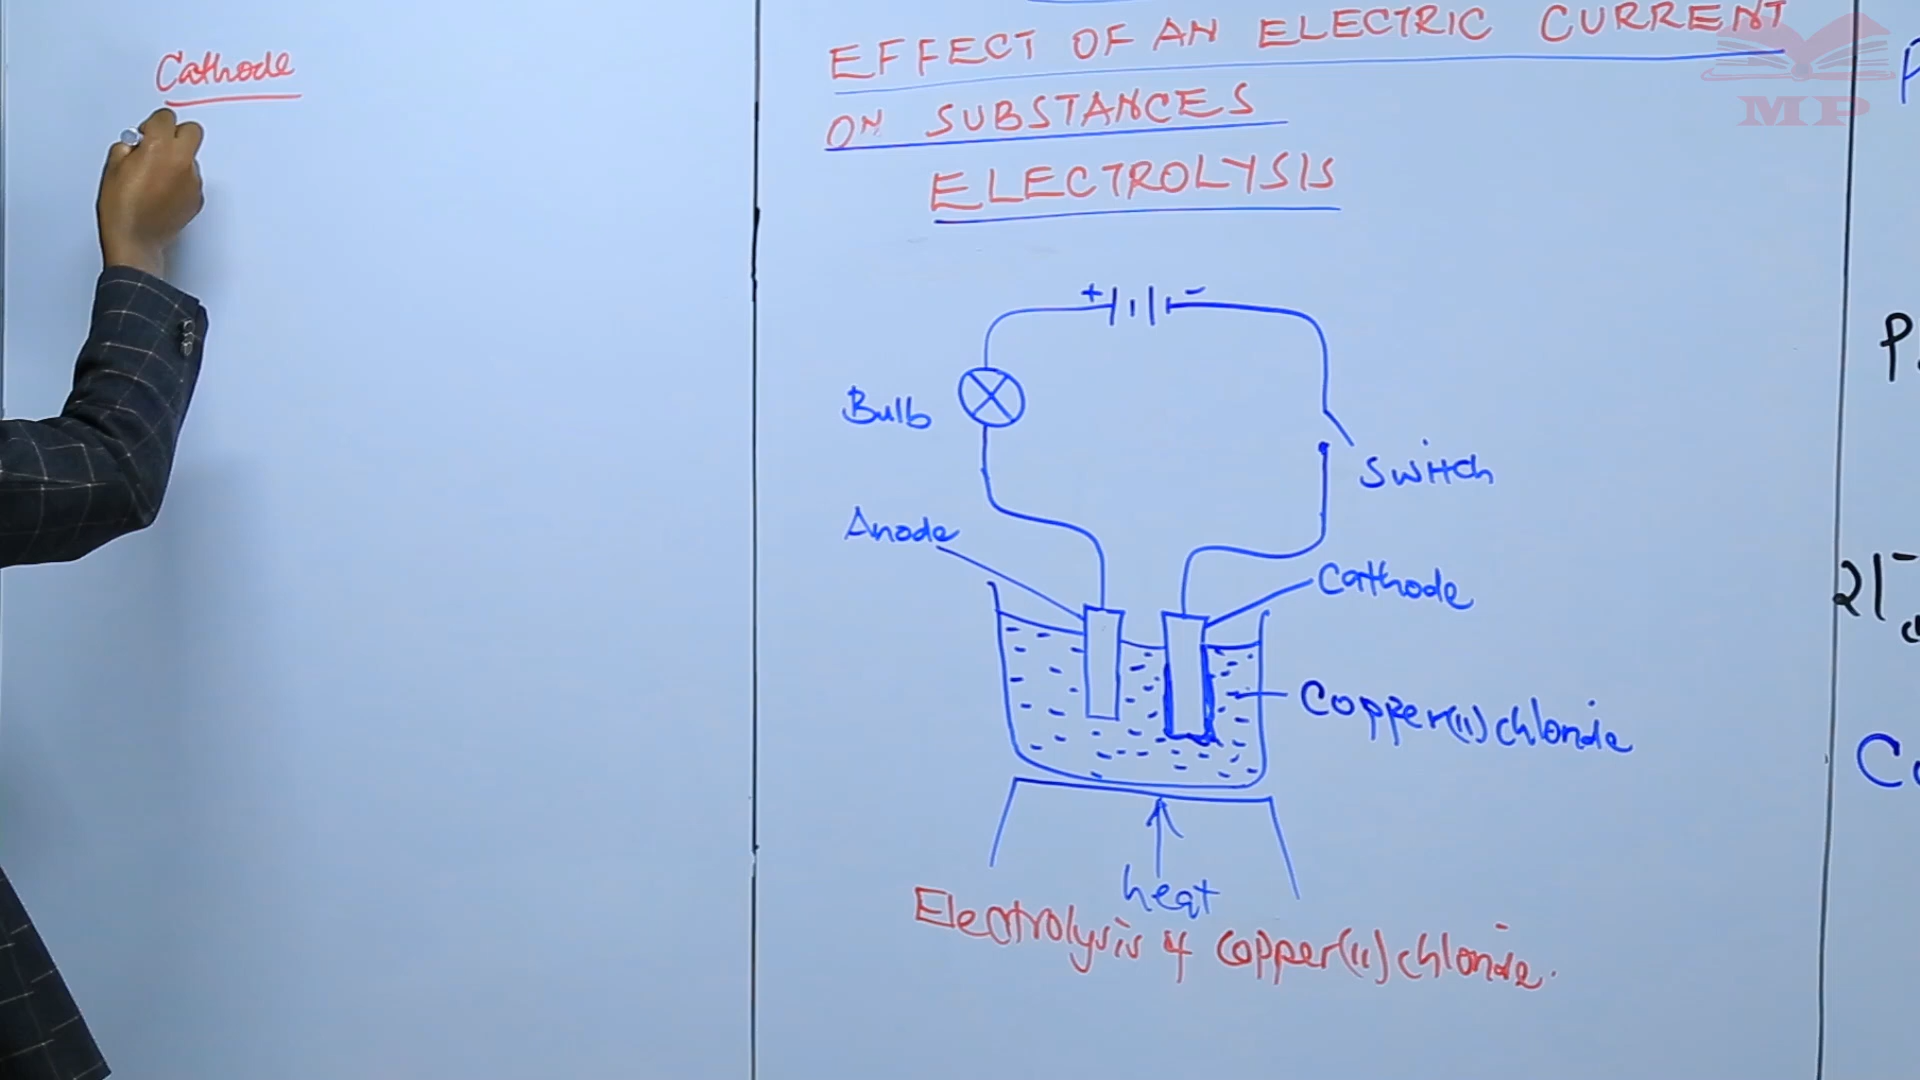 Cathode
EFFECT OF AN ELECTRIC CURRENT
ON SUBSTANCES
ELECTROLYSIS
MP
+ -
Bulb
Switch
Anode
Cathode
Copper(II) chloride
heat
Electrolysis of copper(II) chloride.